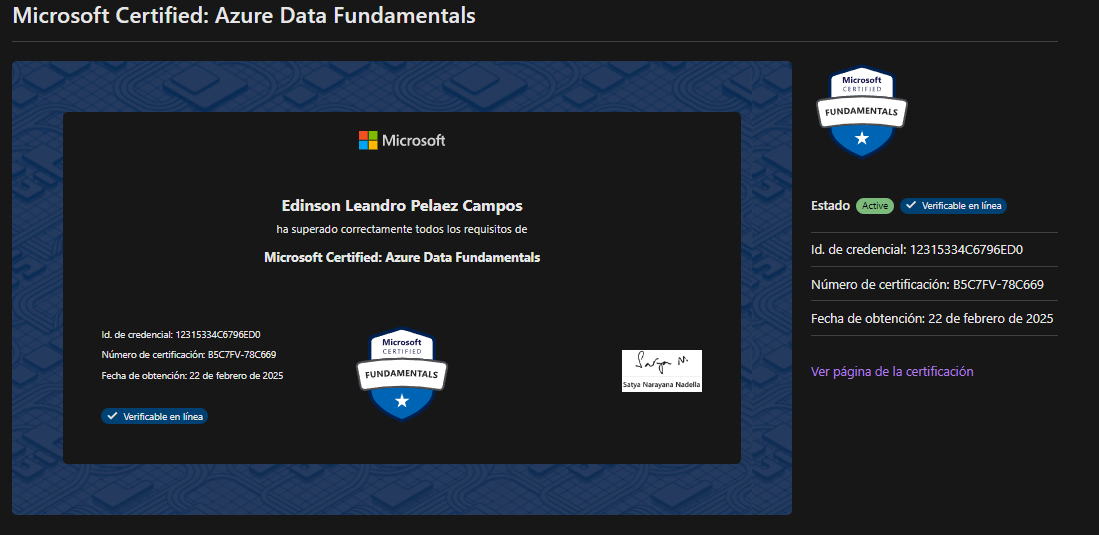 Microsoft Certified: Azure Data Fundamentals
Microsoft
Edinson Leandro Pelaez Campos
ha superado correctamente todos los requisitos de
Microsoft Certified: Azure Data Fundamentals
Id. de credencial: 12315334C6796ED0
Número de certificación: B5C7FV-78C669
Fecha de obtención: 22 de febrero de 2025
Verificable en línea
Microsoft
CERTIFIED
FUNDAMENTALS
Satya N.
Satya Narayana Nadella
Microsoft
CERTIFIED
FUNDAMENTALS
Estado Active Verificable en línea
Id. de credencial: 12315334C6796ED0
Número de certificación: B5C7FV-78C669
Fecha de obtención: 22 de febrero de 2025
Ver página de la certificación